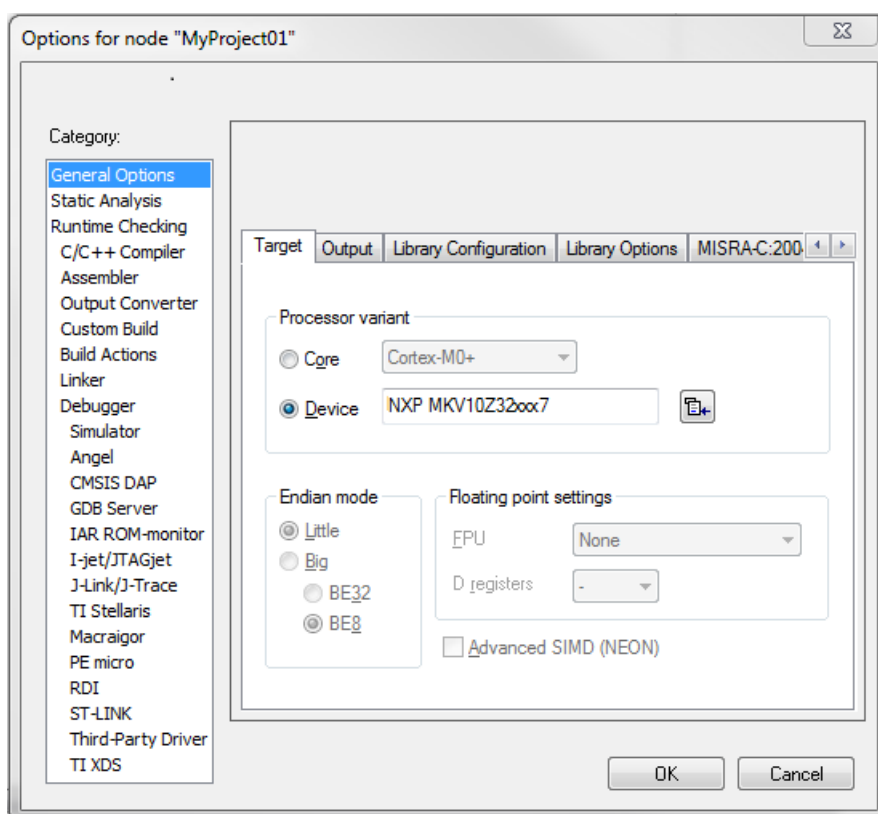 Options for node "MyProject01"
Category:
General Options
Static Analysis
Runtime Checking
C/C++ Compiler
Assembler
Output Converter
Custom Build
Build Actions
Linker
Debugger
Simulator
Angel
CMSIS DAP
GDB Server
IAR ROM-monitor
I-jet/JTAGjet
J-Link/J-Trace
TI Stellaris
Macraigor
PE micro
RDI
ST-LINK
Third-Party Driver
TI XDS
Target Output Library Configuration Library Options MISRA-C:200
Processor variant
Core Cortex-M0+
Device NXP MKV10Z32xxx7
Endian mode
Little
Big
BE32
BE8
Floating point settings
FPU None
D registers -
Advanced SIMD (NEON)
OK Cancel